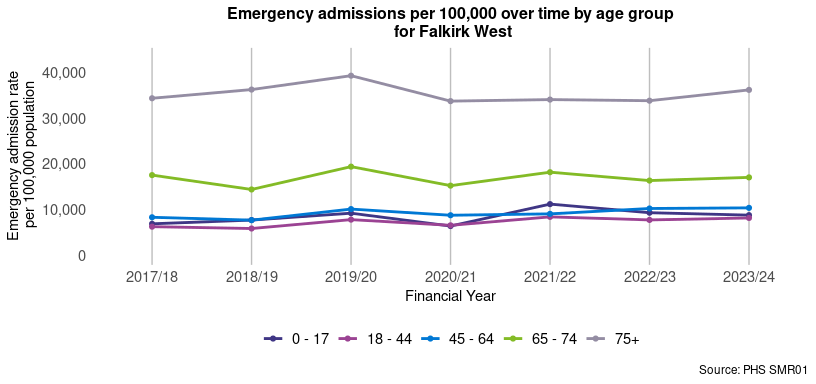 Emergency admissions per 100,000 over time by age group
for Falkirk West
Emergency admission rate
per 100,000 population
40,000
30,000
20,000
10,000
0
2017/18 2018/19 2019/20 2020/21 2021/22 2022/23 2023/24
Financial Year
0 - 17 18 - 44 45 - 64 65 - 74 75+
Source: PHS SMR01